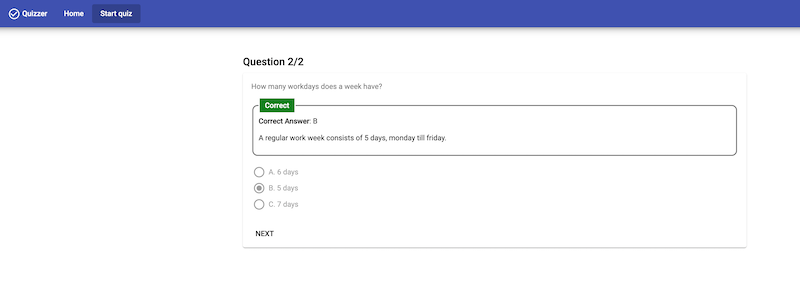 Quizzer Home Start quiz
Question 2/2
How many workdays does a week have?
Correct
Correct Answer: B
A regular work week consists of 5 days, monday till friday.
A. 6 days
B. 5 days
C. 7 days
NEXT